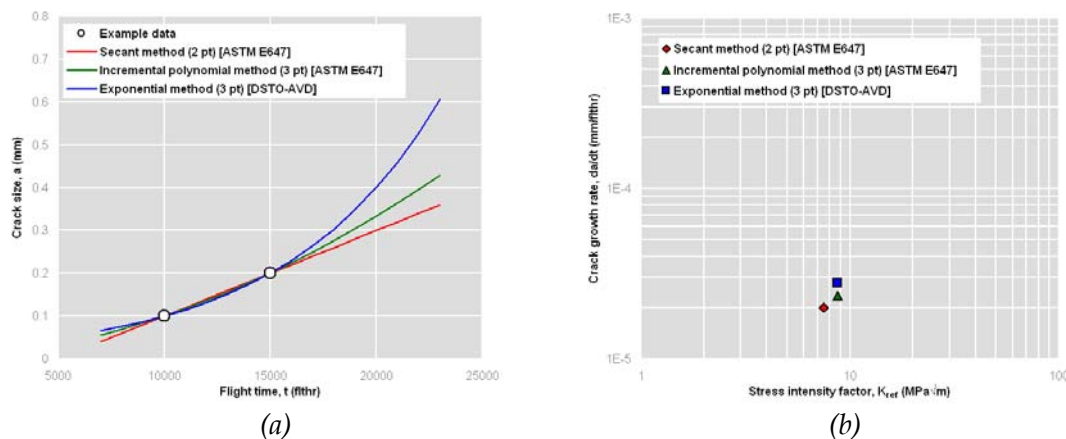 0.8
0.7
0.6
0.5
0.4
0.3
0.2
0.1
0
Crack size, a (mm)
Example data
Secant method (2 pt) [ASTM E647]
Incremental polynomial method (3 pt) [ASTM E647]
Exponential method (3 pt) [DSTO-AVD]
5000 10000 15000 20000 25000
Flight time, t (flthr)
(a)
1E-3
1E-4
1E-5
Crack growth rate, da/dt (mm/flthr)
Secant method (2 pt) [ASTM E647]
Incremental polynomial method (3 pt) [ASTM E647]
Exponential method (3 pt) [DSTO-AVD]
1 10 100
Stress intensity factor, Kref (MPa√m)
(b)